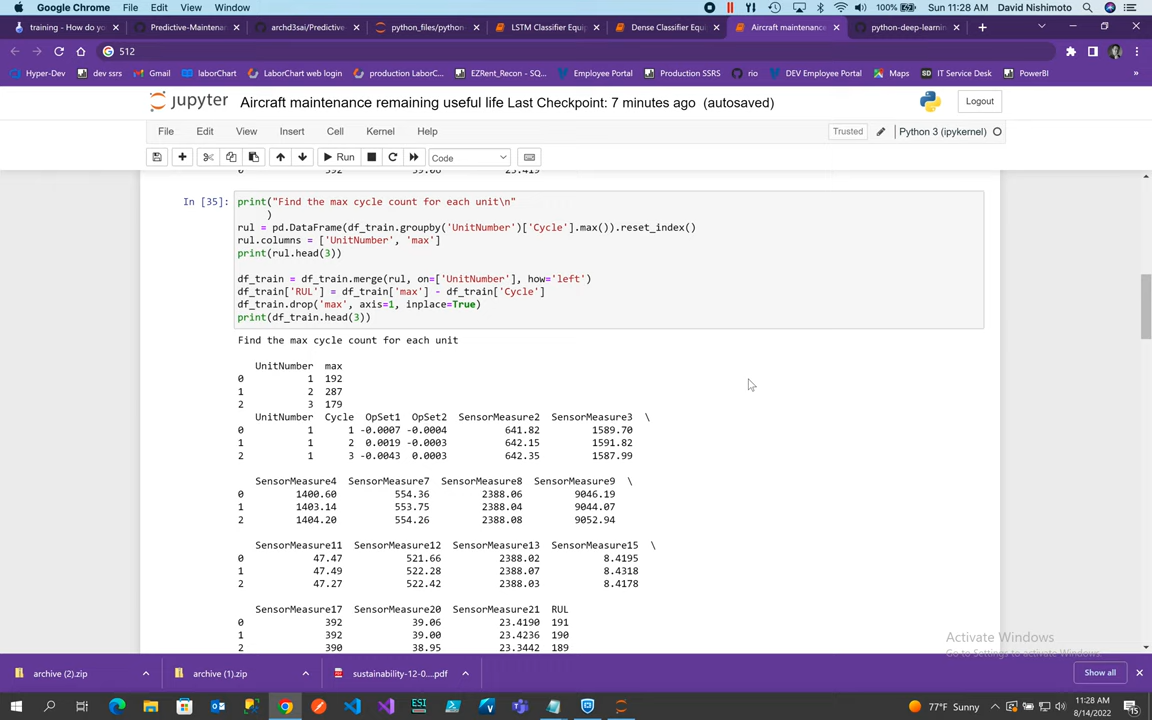 Google Chrome File Edit View Window 100% Sun 11:28 AM David Nishimoto
training - How do yo Predictive-Maintena archd3sai/Predictive- python_files/python LSTM Classifier Equip Dense Classifier Equi Aircraft maintenance python-deep-learnin
512
Hyper-Dev dev ssrs Gmail laborChart LaborChart web login production LaborC... EZRent_Recon - SQ... Employee Portal Production SSRS rio DEV Employee Portal Maps SD IT Service Desk PowerBI »
jupyter Aircraft maintenance remaining useful life Last Checkpoint: 7 minutes ago (autosaved) Logout
File Edit View Insert Cell Kernel Help Trusted Python 3 (ipykernel)
Run Code
0 392 39.06 23.419
In [35]: print("Find the max cycle count for each unit\n"
)
rul = pd.DataFrame(df_train.groupby('UnitNumber')['Cycle'].max()).reset_index()
rul.columns = ['UnitNumber', 'max']
print(rul.head(3))
df_train = df_train.merge(rul, on=['UnitNumber'], how='left')
df_train['RUL'] = df_train['max'] - df_train['Cycle']
df_train.drop('max', axis=1, inplace=True)
print(df_train.head(3))
Find the max cycle count for each unit
UnitNumber max
0 1 192
1 2 287
2 3 179
UnitNumber Cycle OpSet1 OpSet2 SensorMeasure2 SensorMeasure3 \
0 1 1 -0.0007 -0.0004 641.82 1589.70
1 1 2 0.0019 -0.0003 642.15 1591.82
2 1 3 -0.0043 0.0003 642.35 1587.99
SensorMeasure4 SensorMeasure7 SensorMeasure8 SensorMeasure9 \
0 1400.60 554.36 2388.06 9046.19
1 1403.14 553.75 2388.04 9044.07
2 1404.20 554.26 2388.08 9052.94
SensorMeasure11 SensorMeasure12 SensorMeasure13 SensorMeasure15 \
0 47.47 521.66 2388.02 8.4195
1 47.49 522.28 2388.07 8.4318
2 47.27 522.42 2388.03 8.4178
SensorMeasure17 SensorMeasure20 SensorMeasure21 RUL
0 392 39.06 23.4190 191
1 392 39.00 23.4236 190
2 390 38.95 23.3442 189
Activate Windows
Go to Settings to activate Windows.
archive (2).zip archive (1).zip sustainability-12-0....pdf Show all
ESI 77°F Sunny 11:28 AM
8/14/2022 15